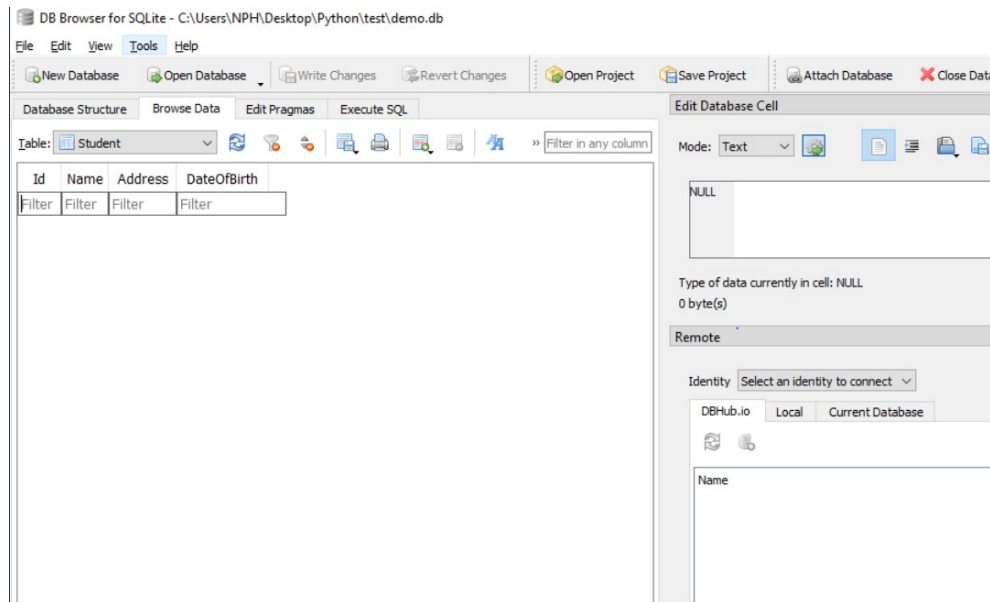 DB Browser for SQLite - C:\Users\NPH\Desktop\Python\test\demo.db
File Edit View Tools Help
New Database Open Database Write Changes Revert Changes Open Project Save Project Attach Database Close Data
Database Structure Browse Data Edit Pragmas Execute SQL
Table: Student » Filter in any column
Id Name Address DateOfBirth
Filter Filter Filter Filter
Edit Database Cell
Mode: Text
NULL
Type of data currently in cell: NULL
0 byte(s)
Remote
Identity Select an identity to connect
DBHub.io Local Current Database
Name